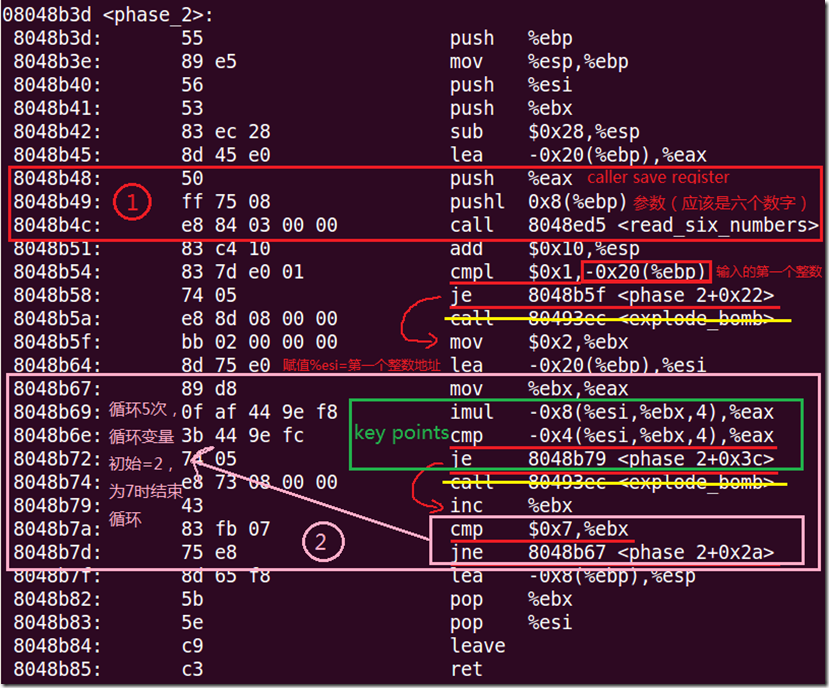 08048b3d <phase_2>:
8048b3d: 55 push %ebp
8048b3e: 89 e5 mov %esp,%ebp
8048b40: 56 push %esi
8048b41: 53 push %ebx
8048b42: 83 ec 28 sub $0x28,%esp
8048b45: 8d 45 e0 lea -0x20(%ebp),%eax
8048b48: 50 push %eax caller save register
① 8048b49: ff 75 08 pushl 0x8(%ebp) 参数（应该是六个数字）
8048b4c: e8 84 03 00 00 call 8048ed5 <read_six_numbers>
8048b51: 83 c4 10 add $0x10,%esp
8048b54: 83 7d e0 01 cmpl $0x1,-0x20(%ebp) 输入的第一个整数
8048b58: 74 05 je 8048b5f <phase 2+0x22>
8048b5a: e8 8d 08 00 00 call 80493ec <explode_bomb>
8048b5f: bb 02 00 00 00 mov $0x2,%ebx
8048b64: 8d 75 e0 赋值%esi=第一个整数地址 lea -0x20(%ebp),%esi
8048b67: 89 d8 mov %ebx,%eax
8048b69: 循环5次， 0f af 44 9e f8 imul -0x8(%esi,%ebx,4),%eax
8048b6e: 循环变量 3b 44 9e fc key points cmp -0x4(%esi,%ebx,4),%eax
8048b72: 初始=2， 74 05 je 8048b79 <phase 2+0x3c>
8048b74: 为7时结束 e8 73 08 00 00 call 80493ec <explode_bomb>
8048b79: 循环 43 inc %ebx
8048b7a: 83 fb 07 ② cmp $0x7,%ebx
8048b7d: 75 e8 jne 8048b67 <phase 2+0x2a>
8048b7f: 8d 65 f8 lea -0x8(%ebp),%esp
8048b82: 5b pop %ebx
8048b83: 5e pop %esi
8048b84: c9 leave
8048b85: c3 ret